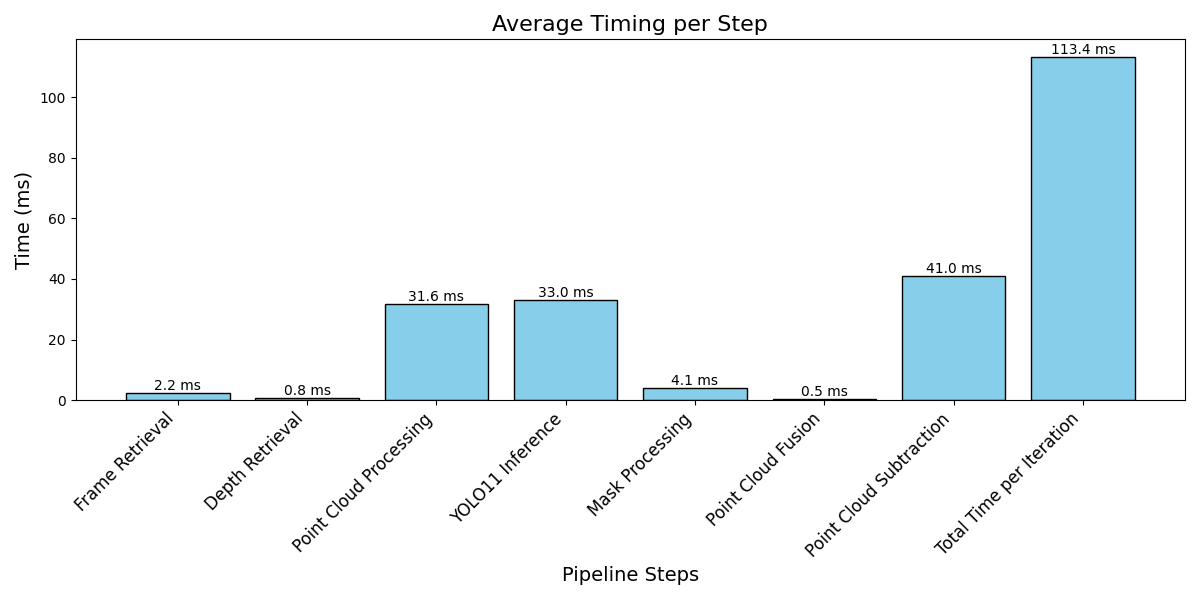 Average Timing per Step
Time (ms)
100
80
60
40
20
0
2.2 ms
0.8 ms
31.6 ms
33.0 ms
4.1 ms
0.5 ms
41.0 ms
113.4 ms
Frame Retrieval
Depth Retrieval
Point Cloud Processing
YOLO11 Inference
Mask Processing
Point Cloud Fusion
Point Cloud Subtraction
Total Time per Iteration
Pipeline Steps